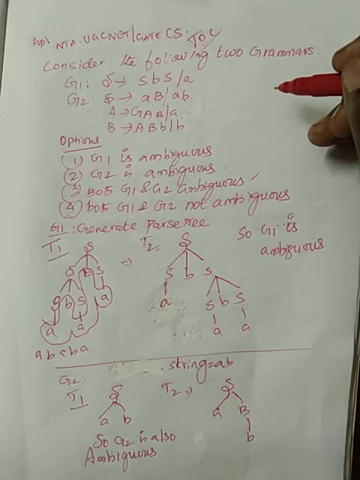 NTA-UGCNET/GATE CS: TOC
Consider the following two Grammars
G1: S → SbS/a
G2: S → aB/ab
A → GAB/a
B → ABb/b
Options
1) G1 is ambiguous
2) G2 is ambiguous
3) both G1 & G2 ambiguous ✓
4) both G1 & G2 not ambiguous
G1: Generate Parse tree
T1 S ⇒ T2: S So G1 is
ambiguous
S b S S b S
S b S a a S b S
a a a a
ababa
G2: string = ab
T1 S T2 ⇒ S
a b a B
b
So G2 is also
Ambiguous